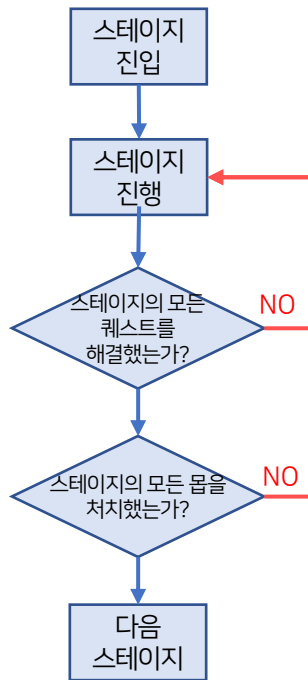 스테이지
진입
스테이지
진행
스테이지의 모든
퀘스트를
해결했는가?
NO
스테이지의 모든 몹을
처치했는가?
NO
다음
스테이지